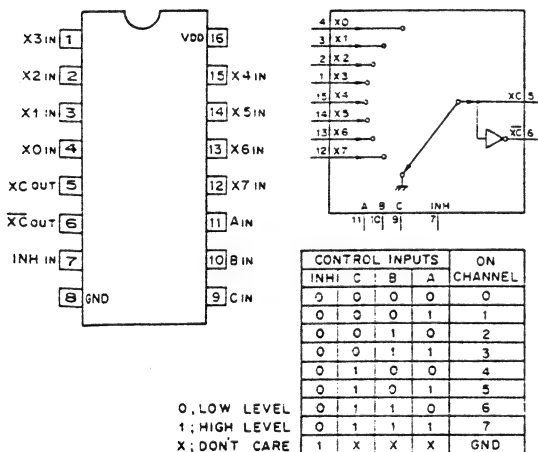 X3 IN 1
VDD 16
X2 IN 2
15 X4 IN
X1 IN 3
14 X5 IN
X0 IN 4
13 X6 IN
XC OUT 5
12 X7 IN
X̅C̅ OUT 6
11 A IN
INH IN 7
10 B IN
8 GND
9 C IN
4 X0
3 X1
2 X2
1 X3
15 X4
14 X5
13 X6
12 X7
XC 5
X̅C̅ 6
A B C INH
11 10 9 7
CONTROL INPUTS ON CHANNEL
INH C B A
0 0 0 0 0
0 0 0 1 1
0 0 1 0 2
0 0 1 1 3
0 1 0 0 4
0 1 0 1 5
0 1 1 0 6
0 1 1 1 7
1 X X X GND
0; LOW LEVEL
1; HIGH LEVEL
X; DON'T CARE